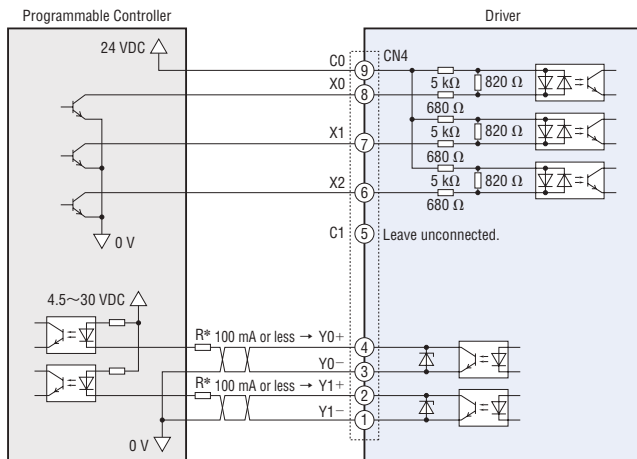 Programmable Controller
Driver
24 VDC
C0
CN4
9
X0
8
5 kΩ
820 Ω
680 Ω
X1
7
5 kΩ
820 Ω
680 Ω
X2
6
5 kΩ
820 Ω
680 Ω
0 V
C1
5
Leave unconnected.
4.5~30 VDC
R* 100 mA or less → Y0+
4
Y0−
3
R* 100 mA or less → Y1+
2
Y1−
1
0 V